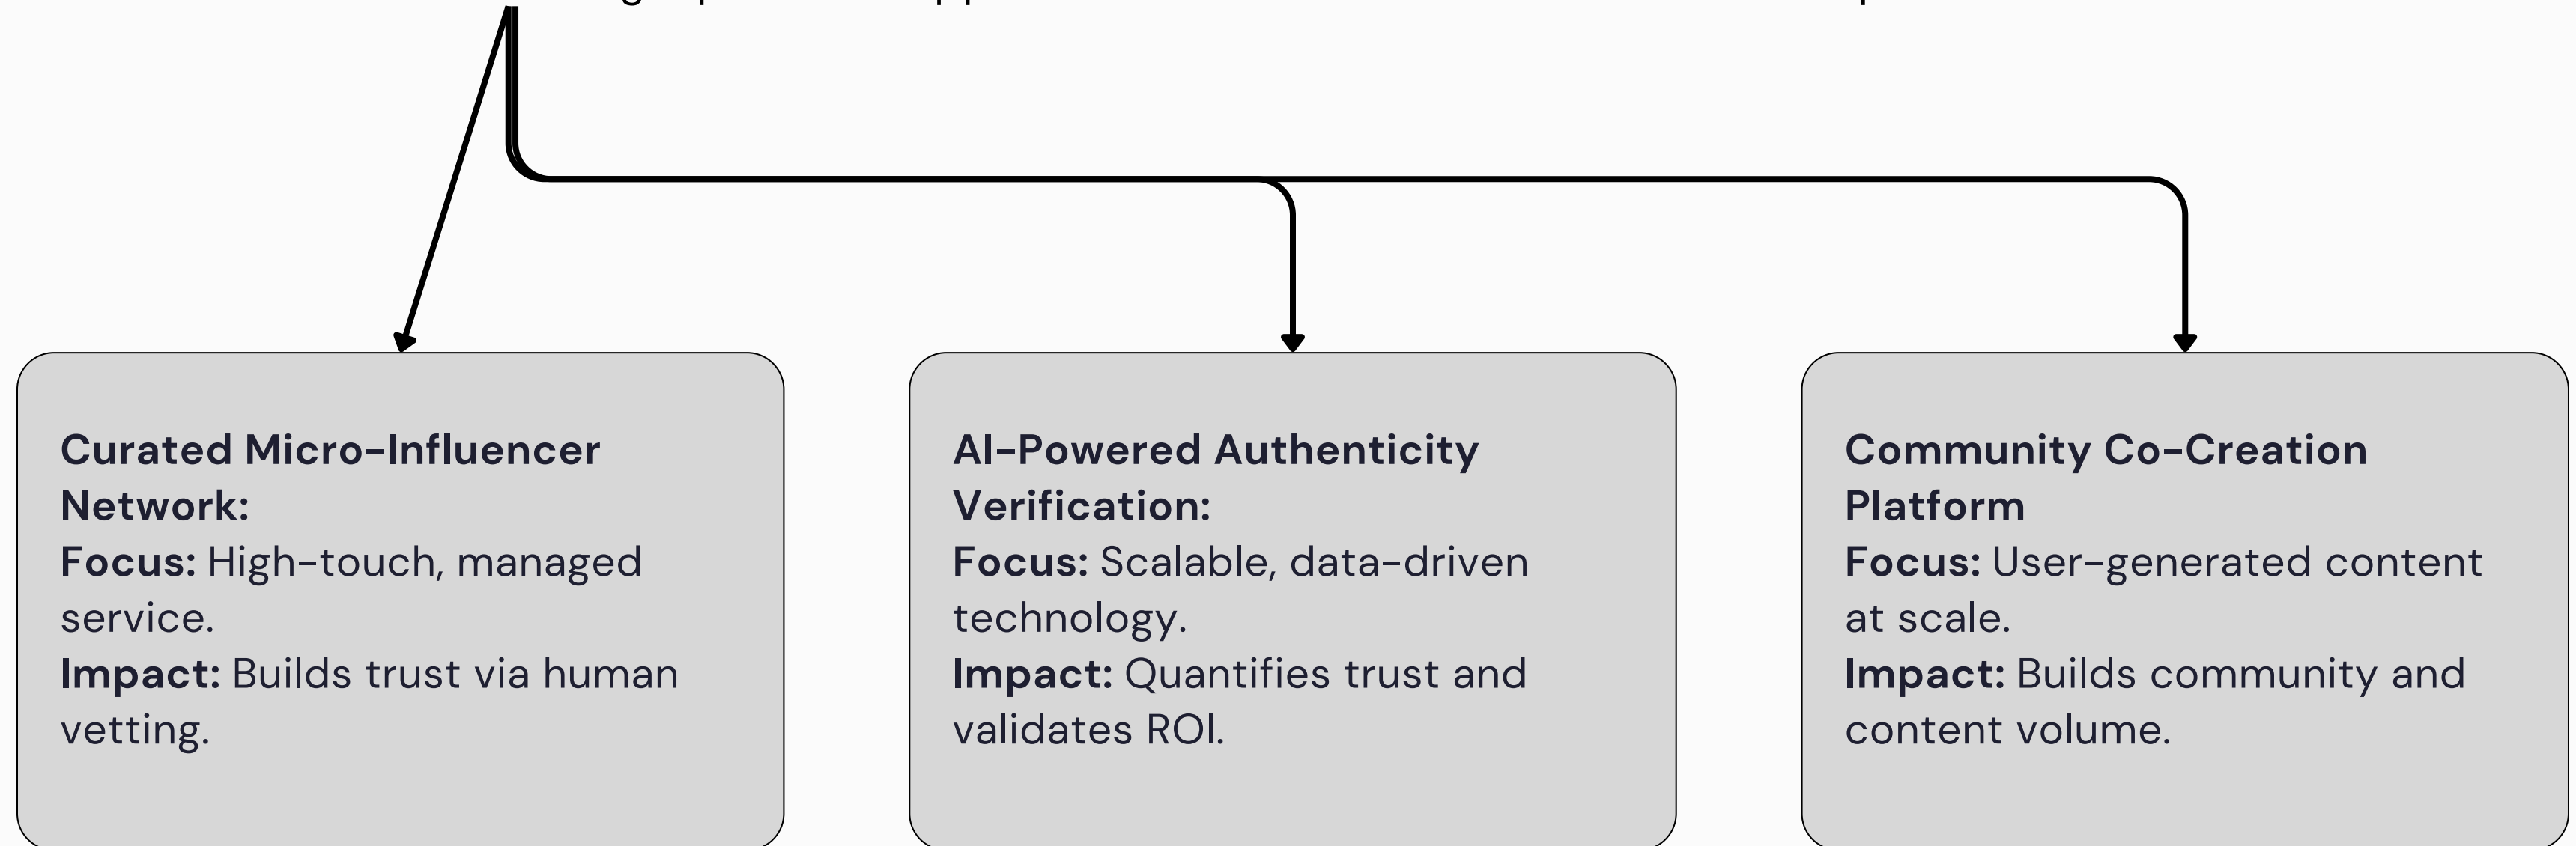 Curated Micro-Influencer
Network:
Focus: High-touch, managed
service.
Impact: Builds trust via human
vetting.
AI-Powered Authenticity
Verification:
Focus: Scalable, data-driven
technology.
Impact: Quantifies trust and
validates ROI.
Community Co-Creation
Platform
Focus: User-generated content
at scale.
Impact: Builds community and
content volume.